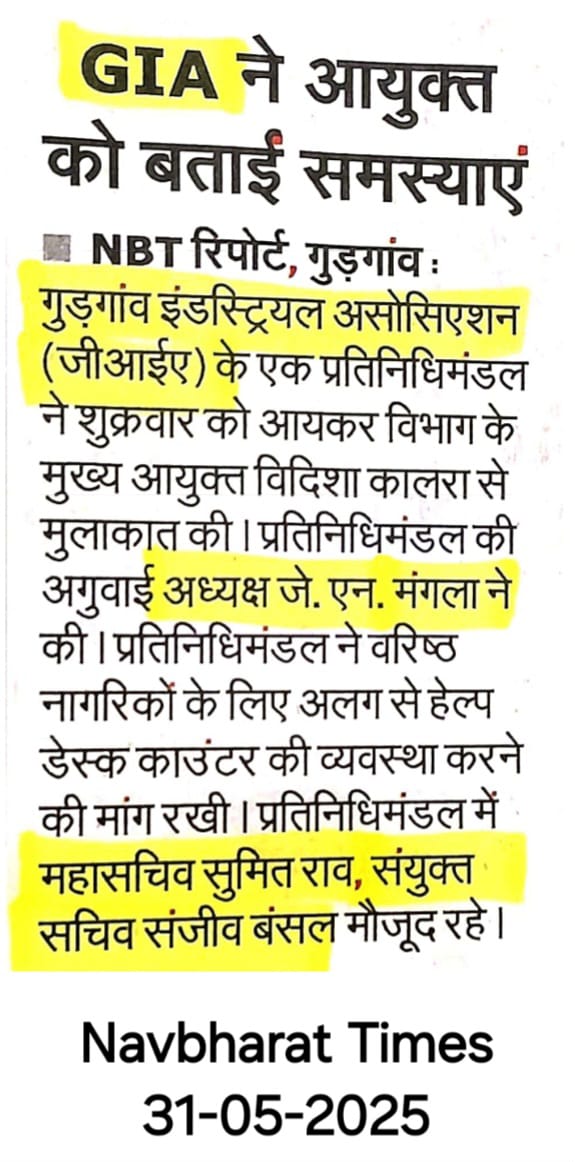 GIA ने आयुक्त
को बताईं समस्याएं
NBT रिपोर्ट, गुड़गांव :
गुड़गांव इंडस्ट्रियल असोसिएशन
(जीआईए) के एक प्रतिनिधिमंडल
ने शुक्रवार को आयकर विभाग के
मुख्य आयुक्त विदिशा कालरा से
मुलाकात की। प्रतिनिधिमंडल की
अगुवाई अध्यक्ष जे. एन. मंगला ने
की। प्रतिनिधिमंडल ने वरिष्ठ
नागरिकों के लिए अलग से हेल्प
डेस्क काउंटर की व्यवस्था करने
की मांग रखी। प्रतिनिधिमंडल में
महासचिव सुमित राव, संयुक्त
सचिव संजीव बंसल मौजूद रहे।
Navbharat Times
31-05-2025